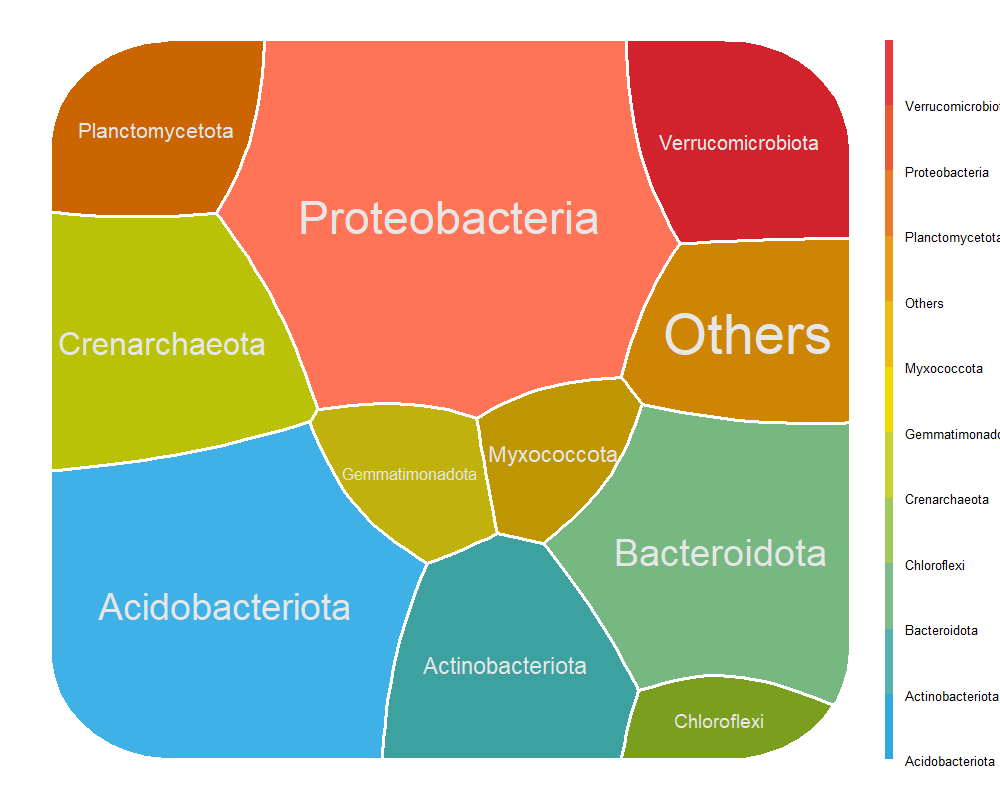 Planctomycetota
Verrucomicrobiota
Proteobacteria
Others
Crenarchaeota
Myxococcota
Gemmatimonadota
Bacteroidota
Acidobacteriota
Actinobacteriota
Chloroflexi
Verrucomicrobiot
Proteobacteria
Planctomycetota
Others
Myxococcota
Gemmatimonado
Crenarchaeota
Chloroflexi
Bacteroidota
Actinobacteriota
Acidobacteriota